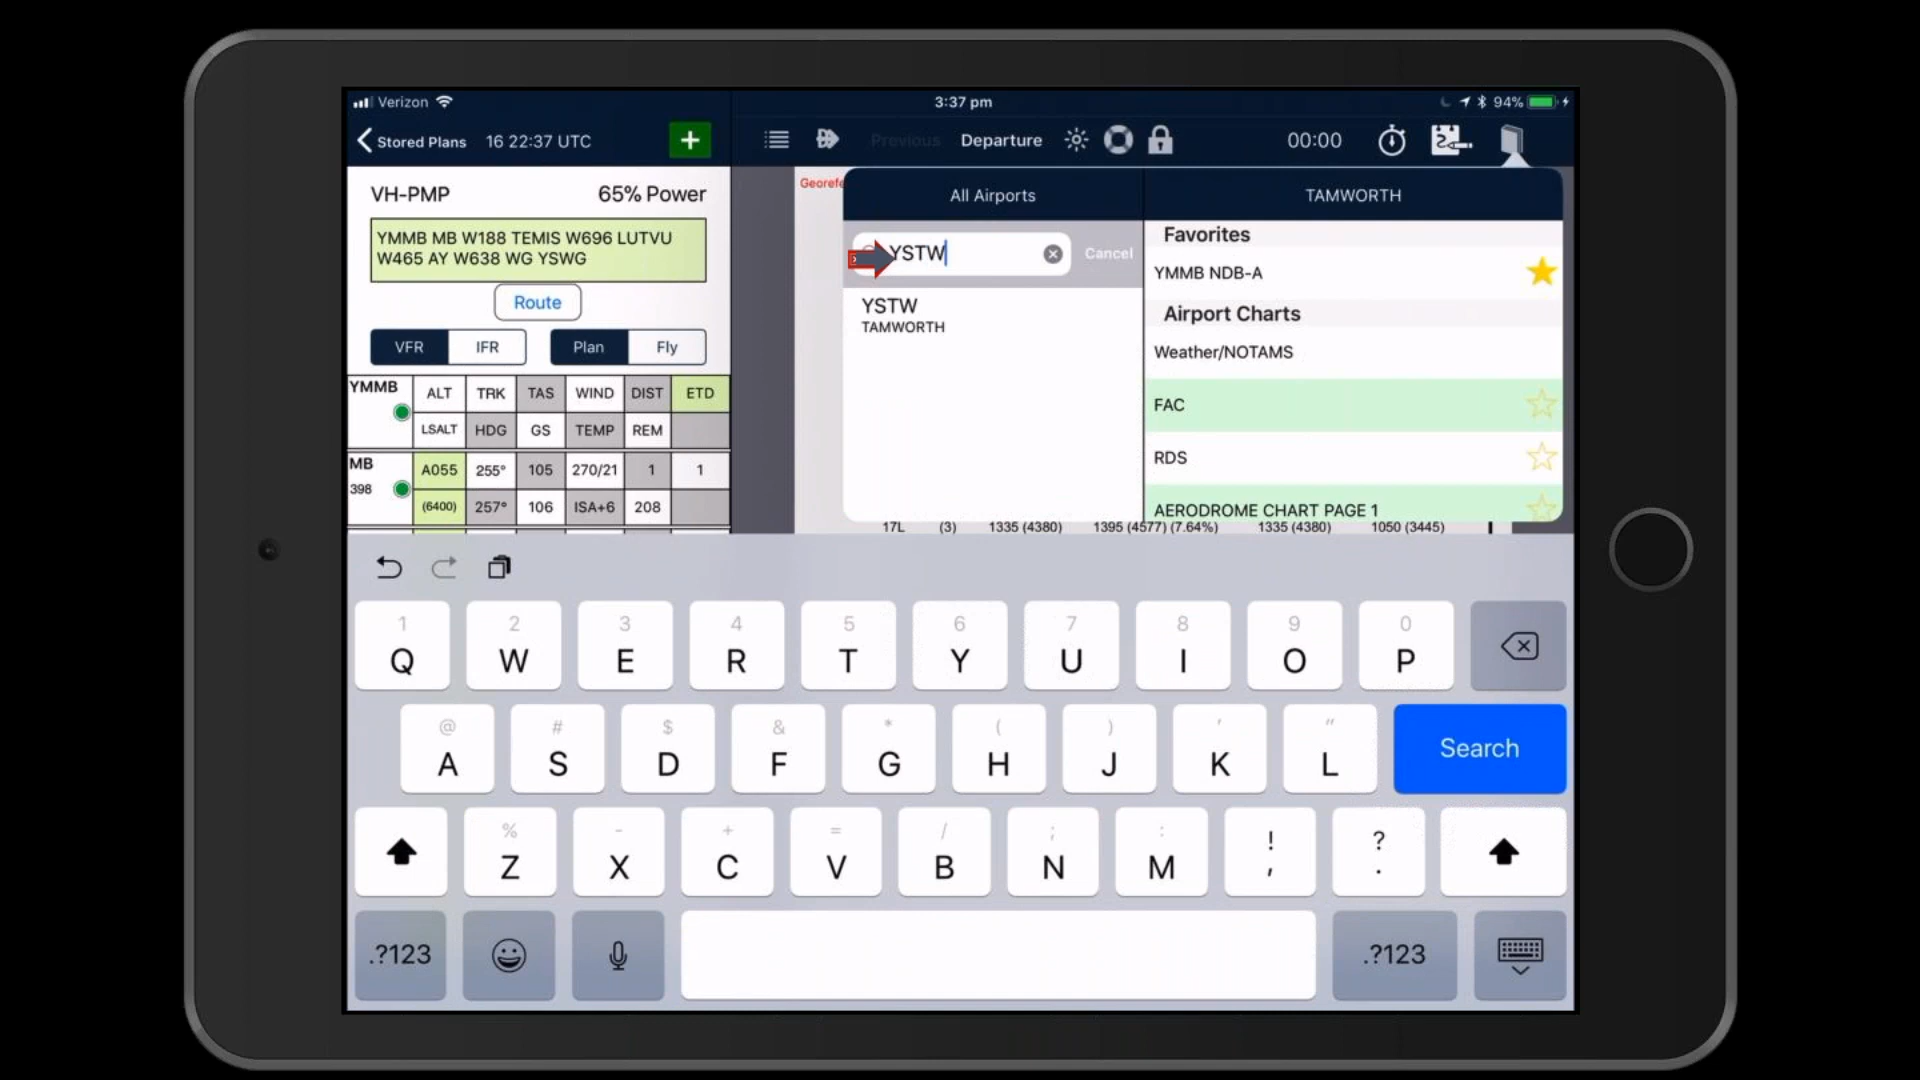 Verizon
3:37 pm
94%
Stored Plans
16 22:37 UTC
Previous
Departure
00:00
VH-PMP
65% Power
YMMB MB W188 TEMIS W696 LUTVU
W465 AY W638 WG YSWG
Route
VFR
IFR
Plan
Fly
YMMB
ALT
TRK
TAS
WIND
DIST
ETD
LSALT
HDG
GS
TEMP
REM
MB
398
A055
255°
105
270/21
1
1
(6400)
257°
106
ISA+6
208
All Airports
TAMWORTH
YSTW
Cancel
YSTW
TAMWORTH
Favorites
YMMB NDB-A
Airport Charts
Weather/NOTAMS
FAC
RDS
AERODROME CHART PAGE 1
17L (3) 1335 (4380) 1395 (4577) (7.64%) 1335 (4380) 1050 (3445)
1 2 3 4 5 6 7 8 9 0
Q W E R T Y U I O P
@ # $ & * ( ) ' "
A S D F G H J K L
Search
% - + = / ; : ! ?
Z X C V B N M , .
.?123
.?123